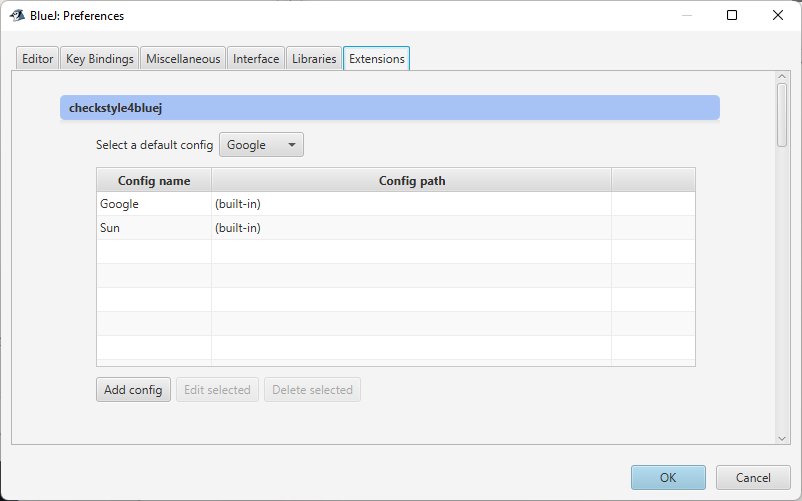 BlueJ: Preferences
Editor Key Bindings Miscellaneous Interface Libraries Extensions
checkstyle4bluej
Select a default config Google
Config name Config path
Google (built-in)
Sun (built-in)
Add config Edit selected Delete selected
OK Cancel